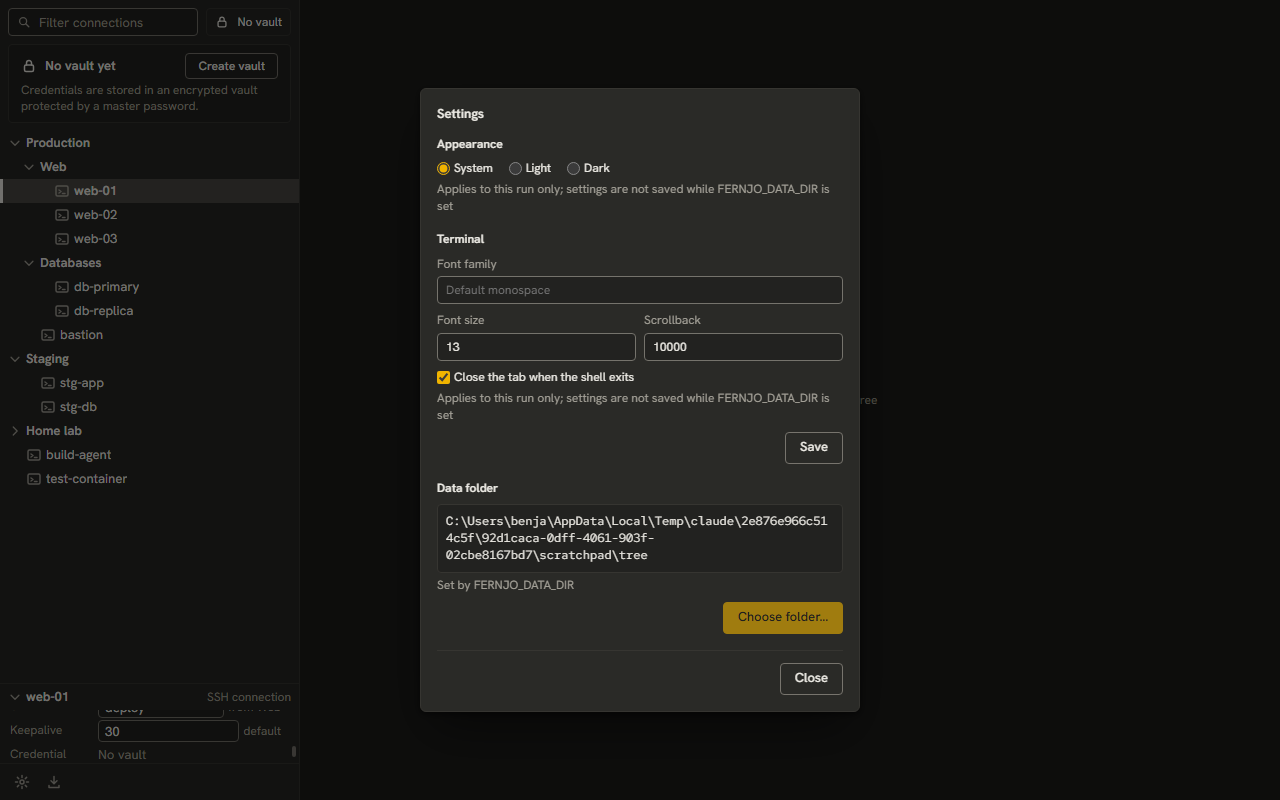 Filter connections
No vault
No vault yet
Create vault
Credentials are stored in an encrypted vault
protected by a master password.
Production
Web
web-01
web-02
web-03
Databases
db-primary
db-replica
bastion
Staging
stg-app
stg-db
Home lab
build-agent
test-container
web-01
SSH connection
deploy
Keepalive
30
default
Credential
No vault
Settings
Appearance
System
Light
Dark
Applies to this run only; settings are not saved while FERNJO_DATA_DIR is
set
Terminal
Font family
Default monospace
Font size
Scrollback
13
10000
Close the tab when the shell exits
Applies to this run only; settings are not saved while FERNJO_DATA_DIR is
set
Save
Data folder
C:\Users\benja\AppData\Local\Temp\claude\2e876e966c51
4c5f\92d1caca-0dff-4061-903f-
02cbe8167bd7\scratchpad\tree
Set by FERNJO_DATA_DIR
Choose folder…
Close
ree